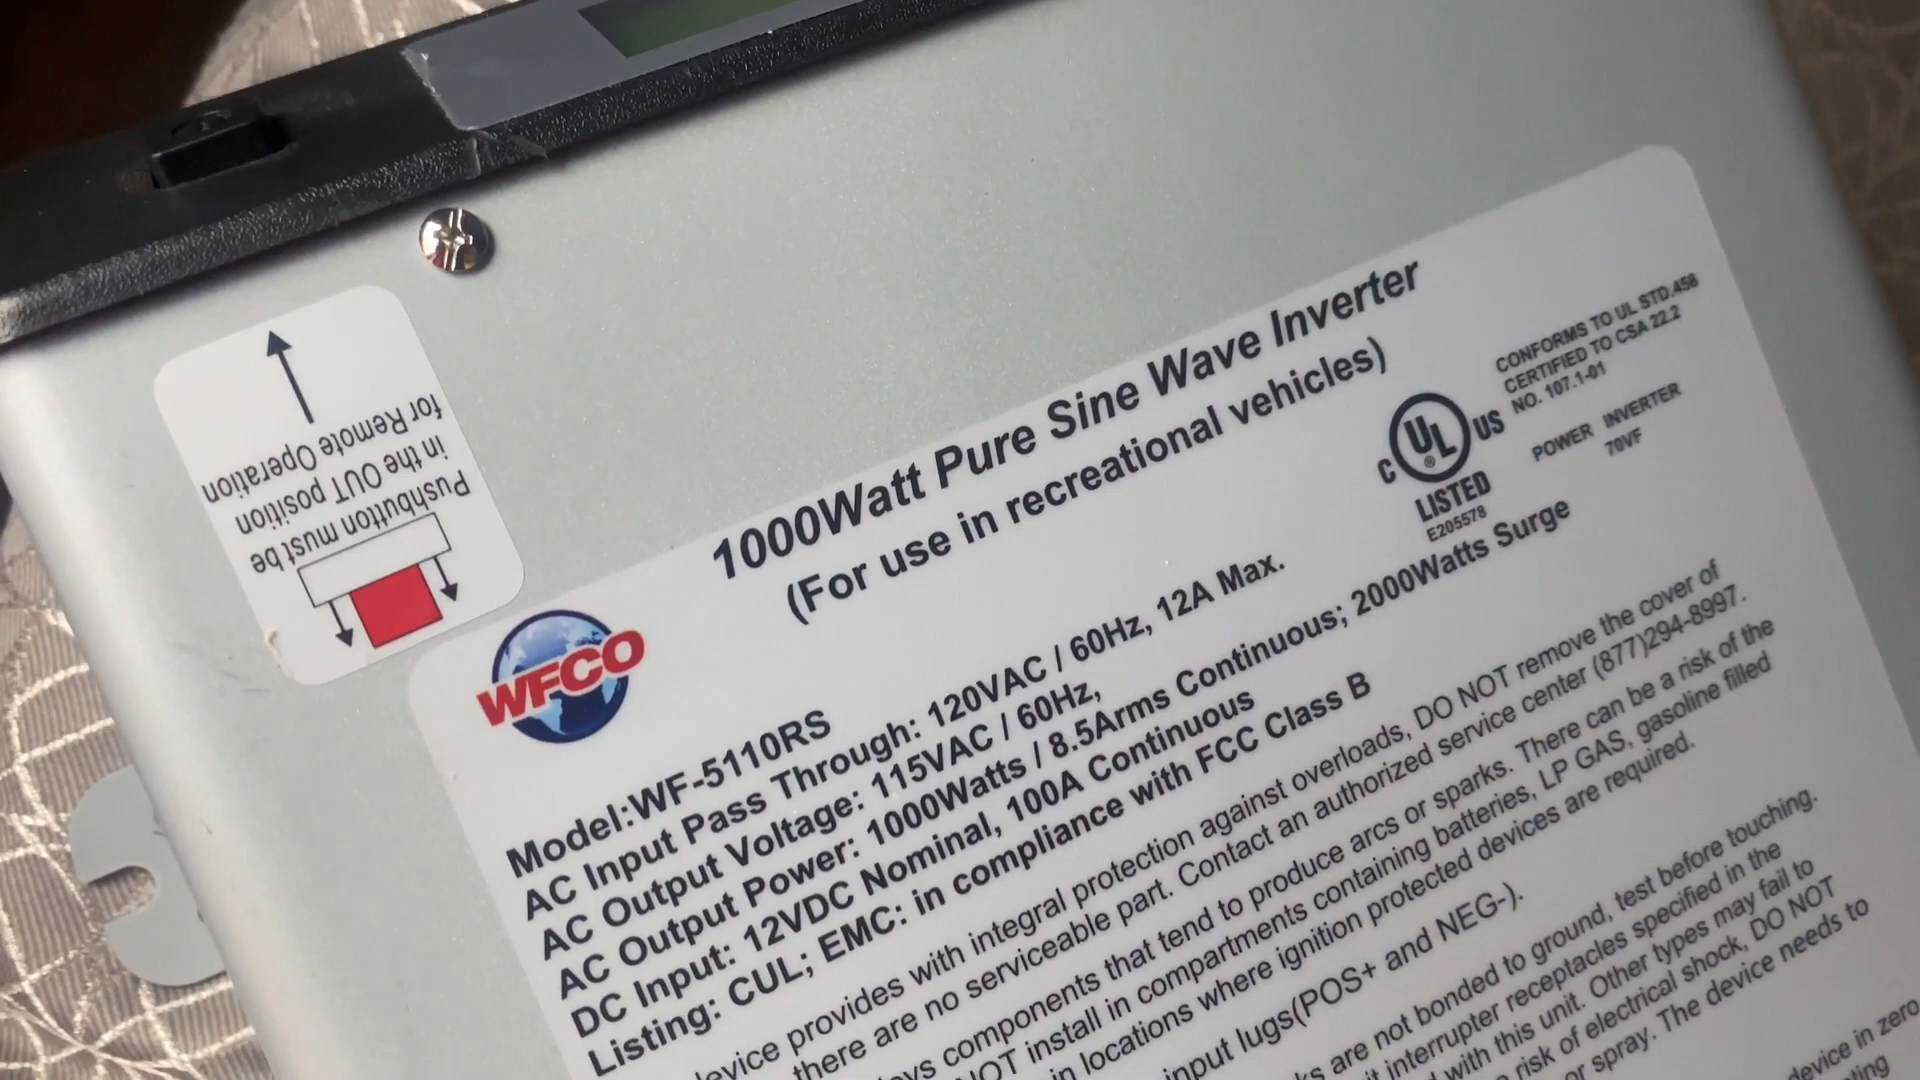 Pushbutton must be
in the OUT position
for Remote Operation
1000Watt Pure Sine Wave Inverter
(For use in recreational vehicles)
WFCO
C UL US
®
LISTED
E205578
CONFORMS TO UL STD.458
CERTIFIED TO CSA 22.2
NO. 107.1-01
POWER INVERTER
70VF
Model:WF-5110RS
AC Input Pass Through: 120VAC / 60Hz, 12A Max.
AC Output Voltage: 115VAC / 60Hz,
AC Output Power: 1000Watts / 8.5Arms Continuous; 2000Watts Surge
DC Input: 12VDC Nominal, 100A Continuous
Listing: CUL; EMC: in compliance with FCC Class B
provides with integral protection against overloads, DO NOT remove the cover of
there are no serviceable part. Contact an authorized service center (877)294-8997.
components that tend to produce arcs or sparks. There can be a risk of the
install in compartments containing batteries, LP GAS, gasoline filled
in locations where ignition protected devices are required.
input lugs(POS+ and NEG-).
are not bonded to ground, test before touching.
interrupter receptacles specified in the
with this unit. Other types may fail to
risk of electrical shock, DO NOT
or spray. The device needs to
device in zero